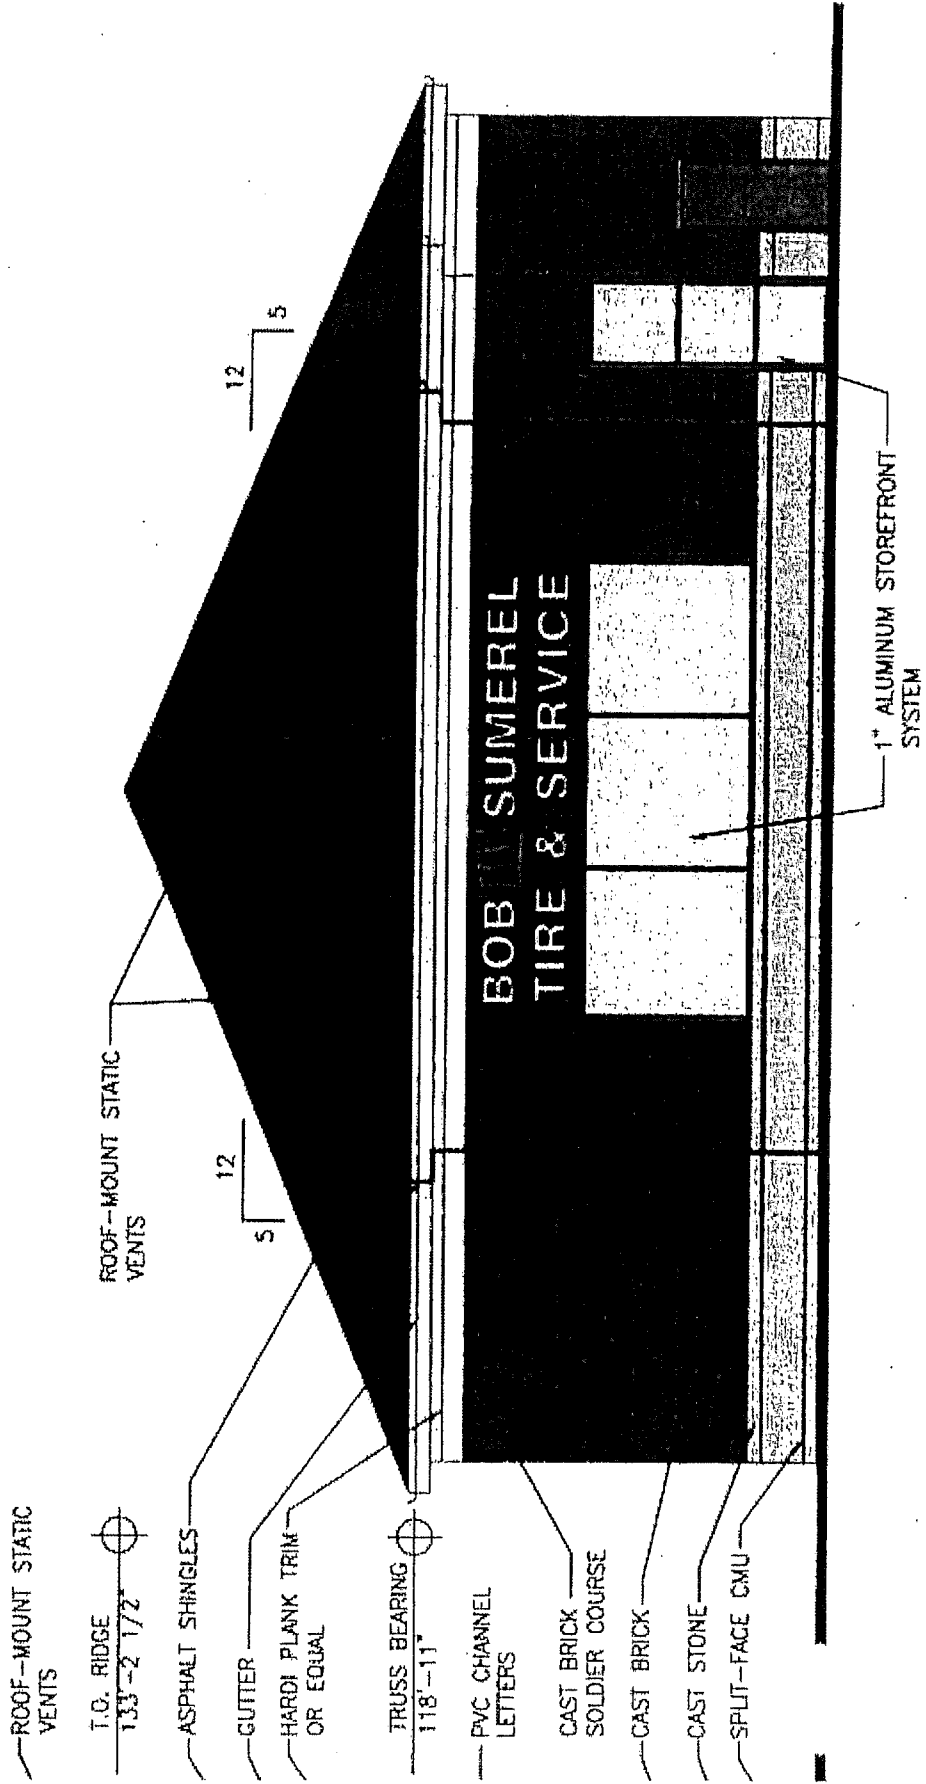 ROOF-MOUNT STATIC
VENTS
T.O. RIDGE
133'-2 1/2"
ASPHALT SHINGLES
GUTTER
HARDI PLANK TRIM
OR EQUAL
TRUSS BEARING
118'-11"
PVC CHANNEL
LETTERS
CAST BRICK
SOLDIER COURSE
CAST BRICK
CAST STONE
SPLIT-FACE CMU
ROOF-MOUNT STATIC
VENTS
12
5
12
5
BOB SUMEREL
TIRE & SERVICE
1" ALUMINUM STOREFRONT
SYSTEM